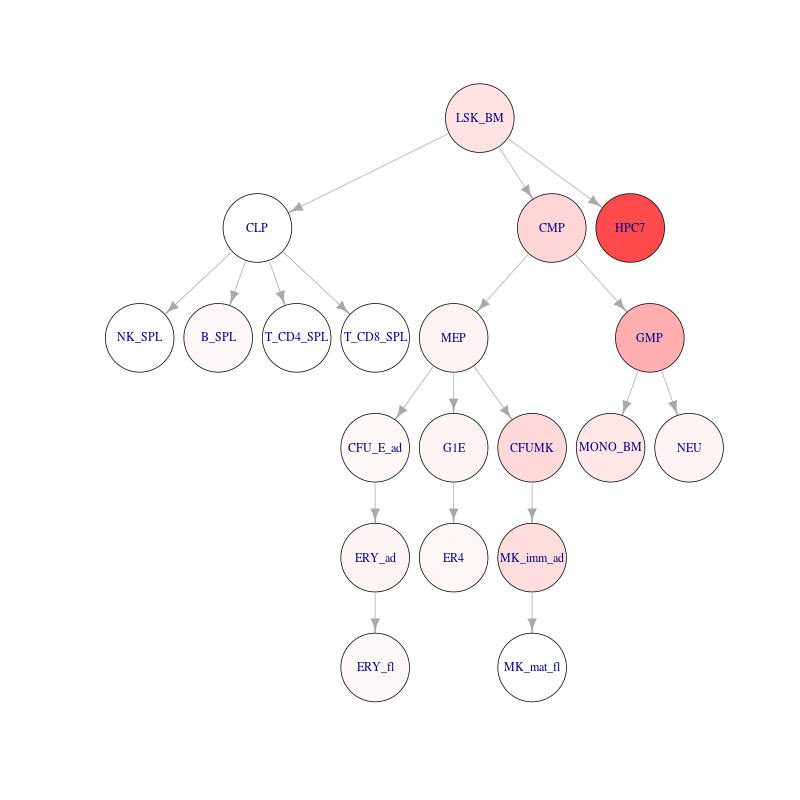 LSK_BM
CLP
CMP
HPC7
NK_SPL
B_SPL
T_CD4_SPL
T_CD8_SPL
MEP
GMP
CFU_E_ad
G1E
CFUMK
MONO_BM
NEU
ERY_ad
ER4
MK_imm_ad
ERY_fl
MK_mat_fl